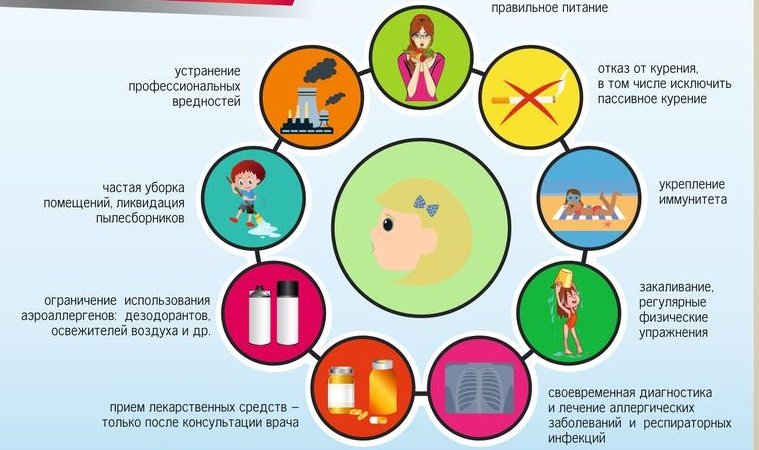 правильное питание
отказ от курения,
в том числе исключить
пассивное курение
укрепление
иммунитета
закаливание,
регулярные
физические
упражнения
своевременная диагностика
и лечение аллергических
заболеваний и респираторных
инфекций
прием лекарственных средств –
только после консультации врача
ограничение использования
аэроаллергенов: дезодорантов,
освежителей воздуха и др.
частая уборка
помещений, ликвидация
пылесборников
устранение
профессиональных
вредностей